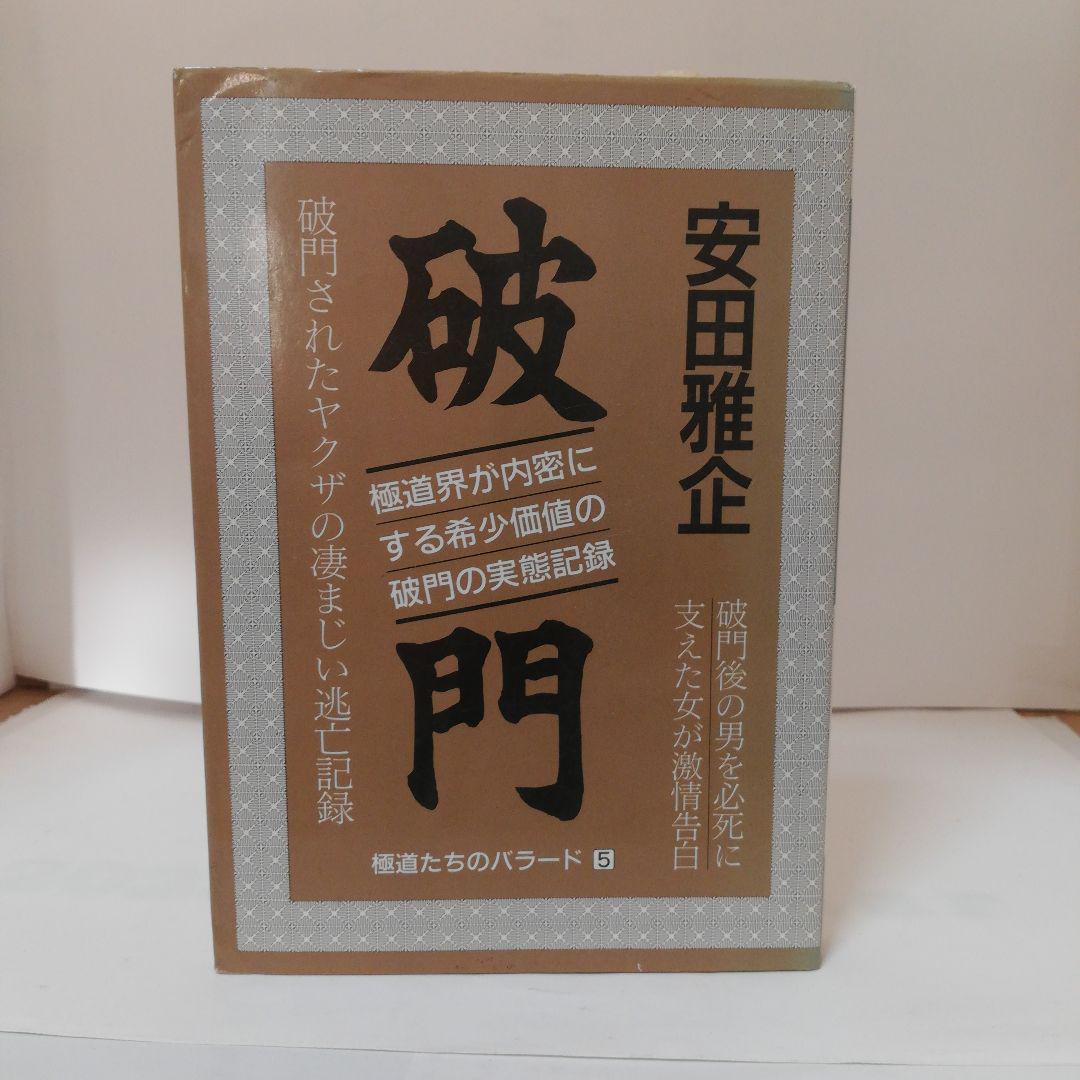 安田雅企
破門後の男を必死に
支えた女が激情告白
破門
極道界が内密に
する希少価値の
破門の実態記録
極道たちのバラード 5
破門されたヤクザの凄まじい逃亡記録